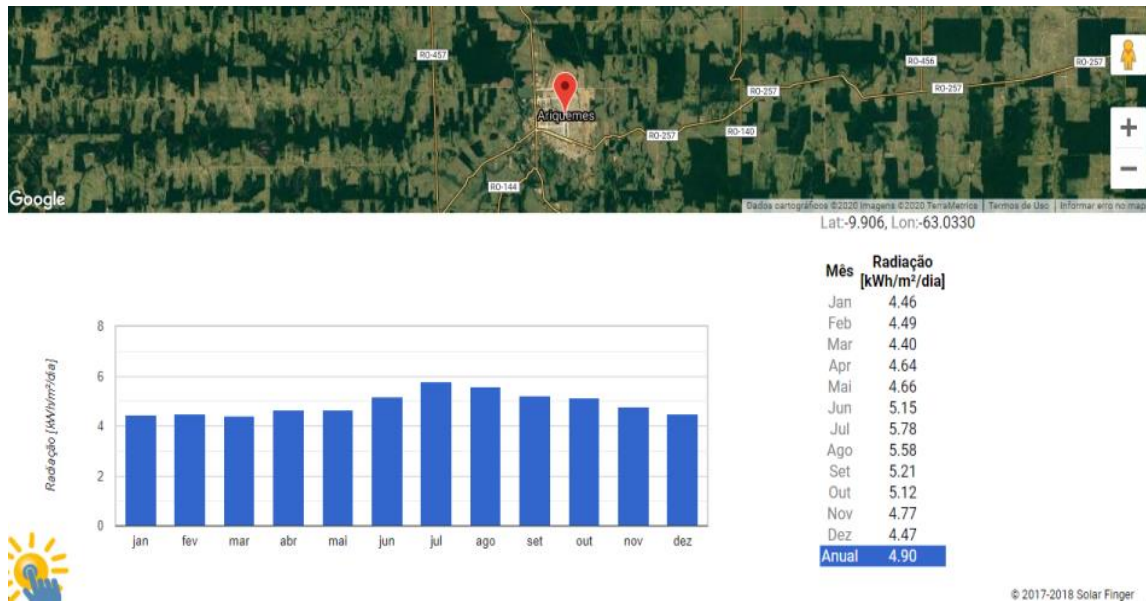 RO-457
RO-456
RO-257
RO-257
RO-257
Ariquemes
RO-257
RO-140
RO-144
Google
Dados cartográficos ©2020 Imagens ©2020 TerraMetrics
Termos de Uso
Informar erro no mapa
Lat:-9.906, Lon:-63.0330
Mês Radiação [kWh/m²/dia]
Jan 4.46
Feb 4.49
Mar 4.40
Apr 4.64
Mai 4.66
Jun 5.15
Jul 5.78
Ago 5.58
Set 5.21
Out 5.12
Nov 4.77
Dez 4.47
Anual 4.90
Radiação [kWh/m²/dia]
8
6
4
2
0
jan fev mar abr mai jun jul ago set out nov dez
© 2017-2018 Solar Finger